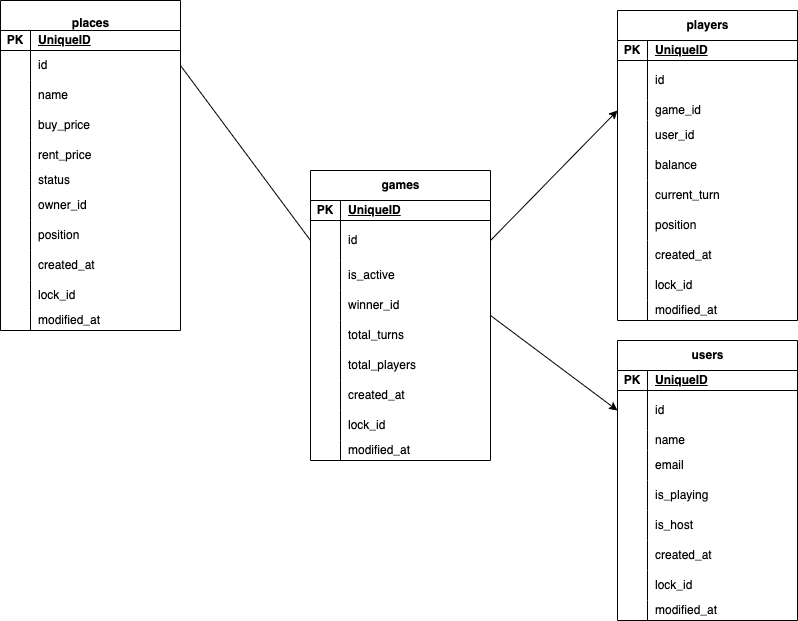 places
PK UniqueID
id
name
buy_price
rent_price
status
owner_id
position
created_at
lock_id
modified_at
games
PK UniqueID
id
is_active
winner_id
total_turns
total_players
created_at
lock_id
modified_at
players
PK UniqueID
id
game_id
user_id
balance
current_turn
position
created_at
lock_id
modified_at
users
PK UniqueID
id
name
email
is_playing
is_host
created_at
lock_id
modified_at